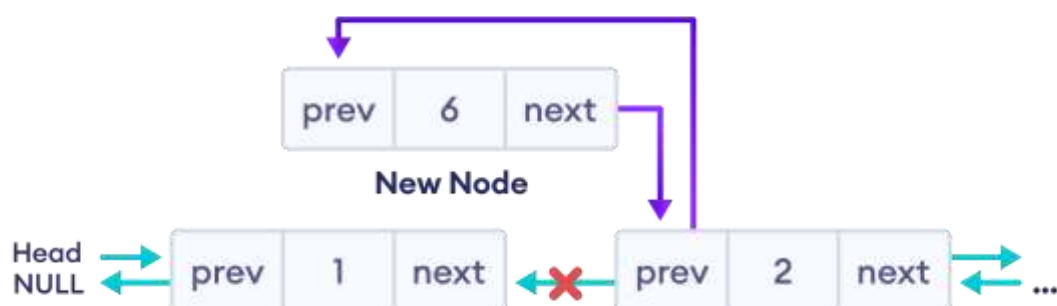 prev 6 next
New Node
Head
NULL
prev 1 next
prev 2 next
...